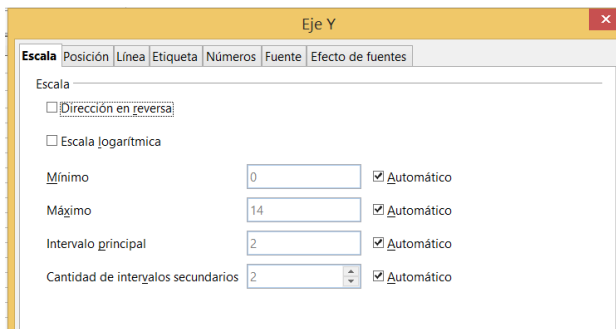 Eje Y
Escala Posición Línea Etiqueta Números Fuente Efecto de fuentes
Escala
Dirección en reversa
Escala logarítmica
Mínimo 0 Automático
Máximo 14 Automático
Intervalo principal 2 Automático
Cantidad de intervalos secundarios 2 Automático